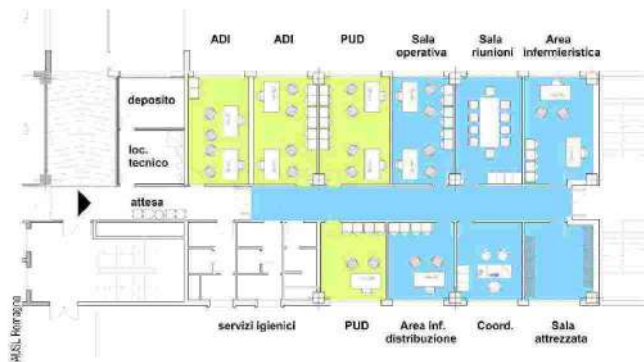 ADI
ADI
PUD
Sala
operativa
Sala
riunioni
Area
infermieristica
deposito
loc.
tecnico
attesa
servizi igienici
PUD
Area inf.
distribuzione
Coord.
Sala
attrezzata
AUSL Romagna